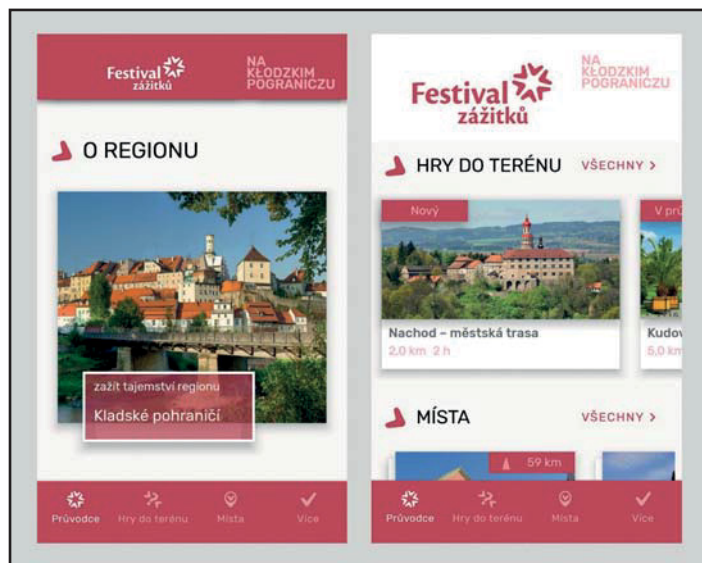 Festival
zážitků
NA
KŁODZKIM
POGRANICZU
O REGIONU
zažít tajemství regionu
Kladské pohraničí
Průvodce Hry do terénu Místa Více
Festival
zážitků
NA
KŁODZKIM
POGRANICZU
HRY DO TERÉNU VŠECHNY >
Nový V prů
Nachod – městská trasa Kudov
2,0 km 2 h 5,0 km
MÍSTA VŠECHNY >
59 km
Průvodce Hry do terénu Místa Více